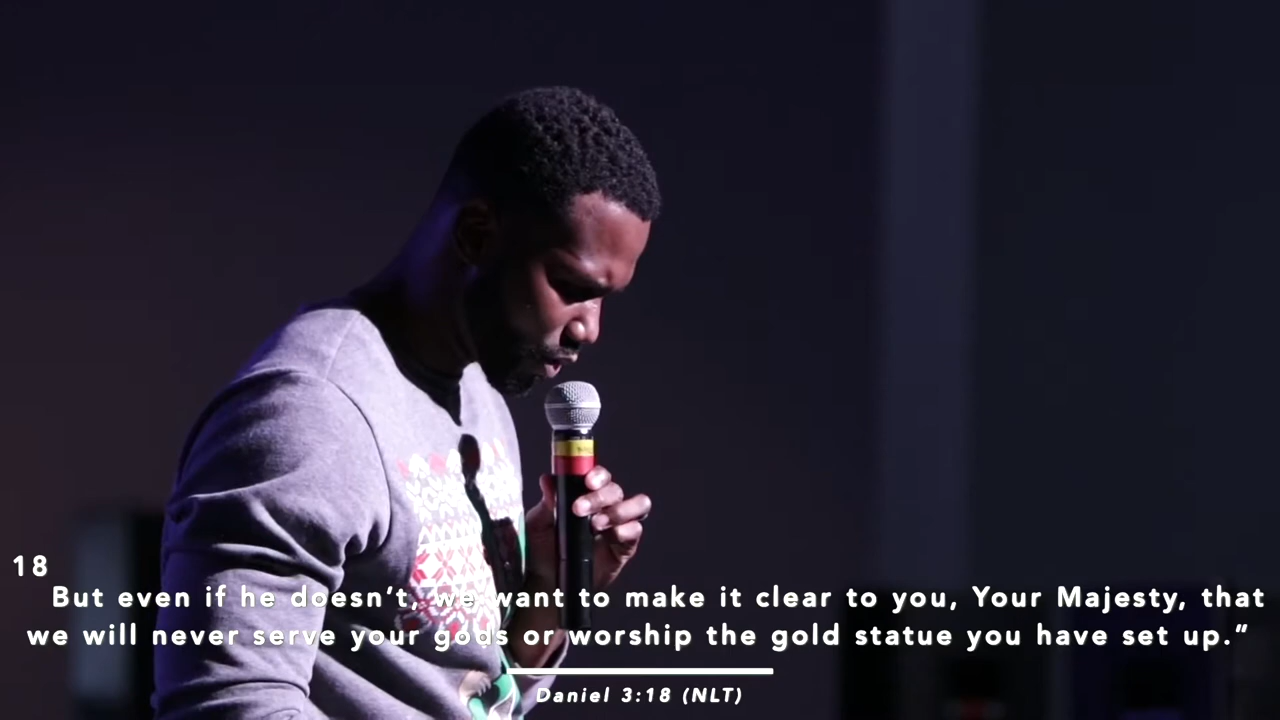 18
But even if he doesn’t, we want to make it clear to you, Your Majesty, that
we will never serve your gods or worship the gold statue you have set up.”
Daniel 3:18 (NLT)